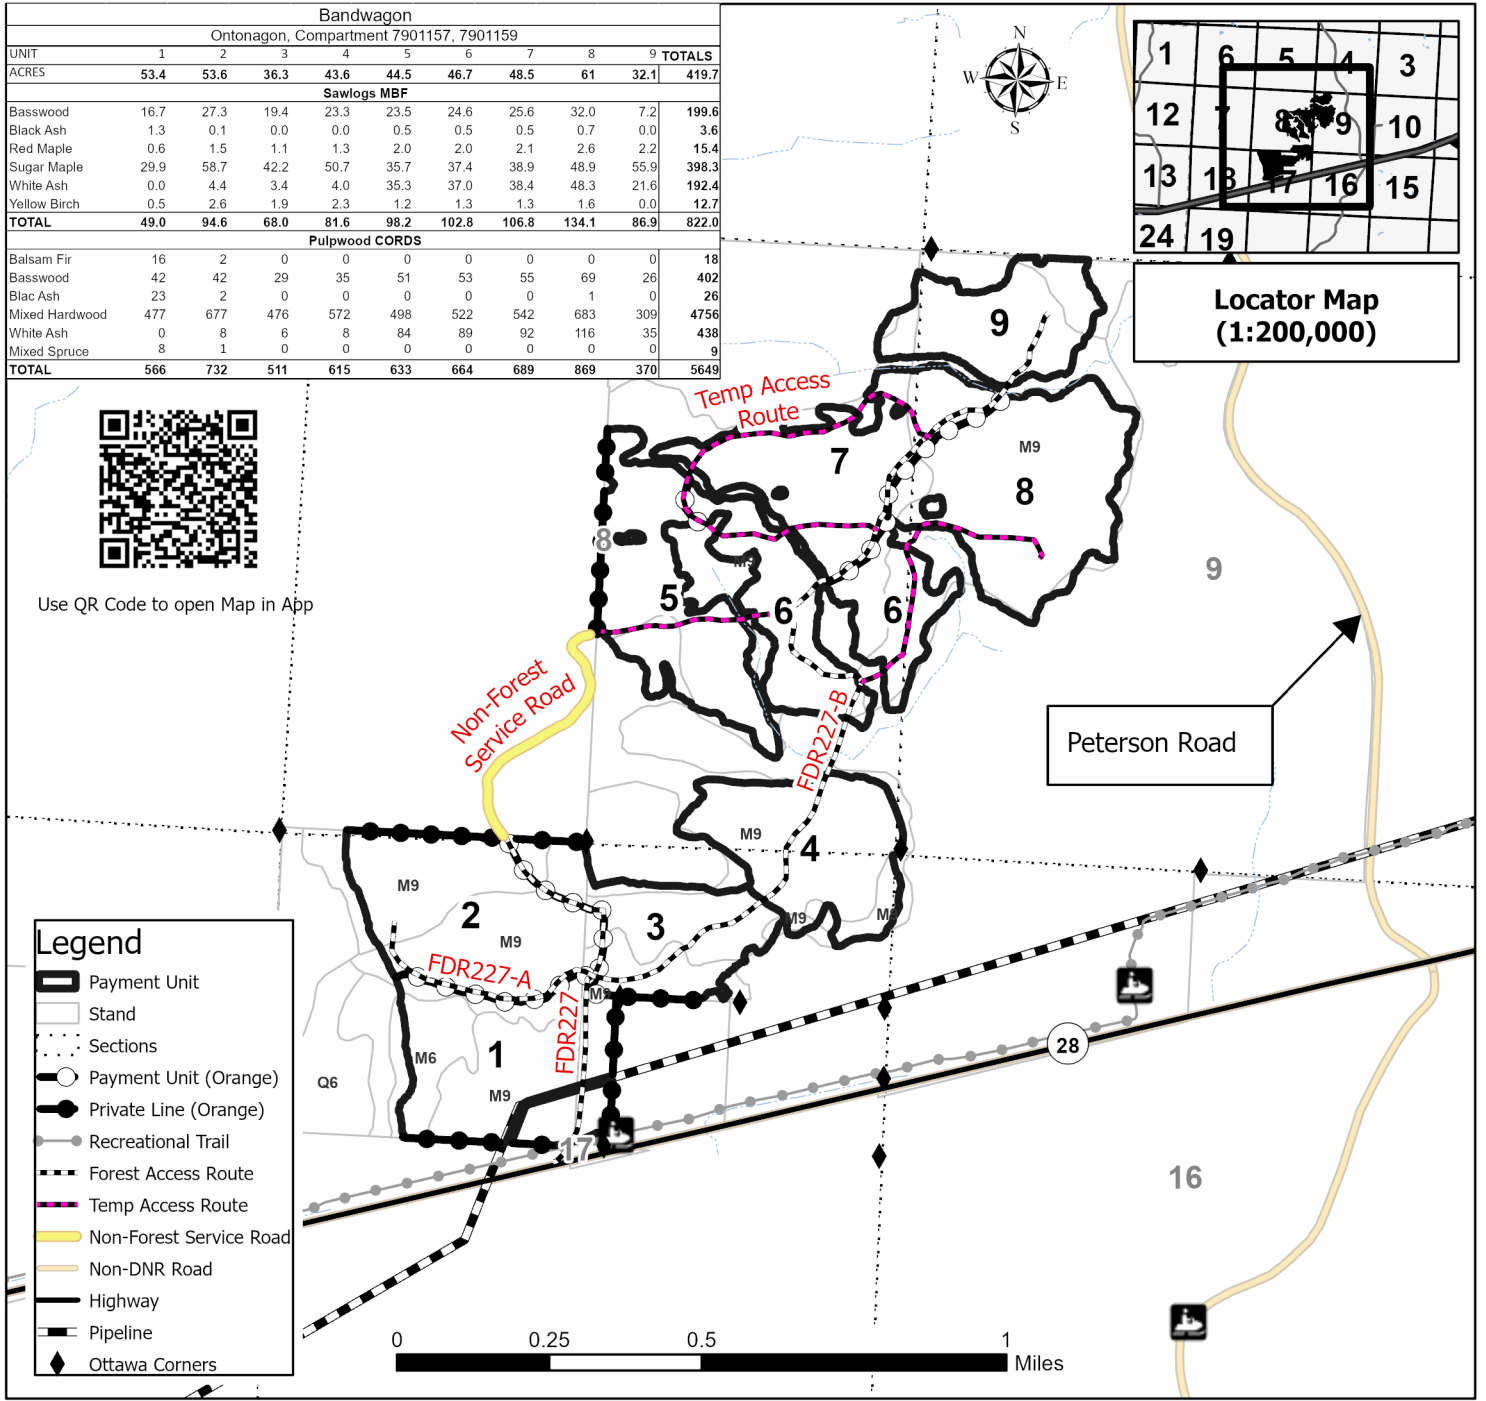 Bandwagon
Ontonagon, Compartment 7901157, 7901159
UNIT 1 2 3 4 5 6 7 8 9 TOTALS
ACRES 53.4 53.6 36.3 43.6 44.5 46.7 48.5 61 32.1 419.7
Sawlogs MBF
Basswood 16.7 27.3 19.4 23.3 23.5 24.6 25.6 32.0 7.2 199.6
Black Ash 1.3 0.1 0.0 0.0 0.5 0.5 0.5 0.7 0.0 3.6
Red Maple 0.6 1.5 1.1 1.3 2.0 2.0 2.1 2.6 2.2 15.4
Sugar Maple 29.9 58.7 42.2 50.7 35.7 37.4 38.9 48.9 55.9 398.3
White Ash 0.0 4.4 3.4 4.0 35.3 37.0 38.4 48.3 21.6 192.4
Yellow Birch 0.5 2.6 1.9 2.3 1.2 1.3 1.3 1.6 0.0 12.7
TOTAL 49.0 94.6 68.0 81.6 98.2 102.8 106.8 134.1 86.9 822.0
Pulpwood CORDS
Balsam Fir 16 2 0 0 0 0 0 0 0 18
Basswood 42 42 29 35 51 53 55 69 26 402
Blac Ash 23 2 0 0 0 0 0 1 0 26
Mixed Hardwood 477 677 476 572 498 522 542 683 309 4756
White Ash 0 8 6 8 84 89 92 116 35 438
Mixed Spruce 8 1 0 0 0 0 0 0 0 9
TOTAL 566 732 511 615 633 664 689 869 370 5649
N
W E
S
1 6 5 4 3
12 7 8 9 10
13 18 17 16 15
24 19
Locator Map
(1:200,000)
Use QR Code to open Map in App
Temp Access
Route
9
7
M9
8
8
M9
9
5
6
6
Non-Forest
Service Road
FDR227-B
Peterson Road
M9
4
M9
2
M9
3
M9
M9
FDR227-A
M9
FDR227
1
M6
Q6
M9
28
17
16
Legend
Payment Unit
Stand
Sections
Payment Unit (Orange)
Private Line (Orange)
Recreational Trail
Forest Access Route
Temp Access Route
Non-Forest Service Road
Non-DNR Road
Highway
Pipeline
Ottawa Corners
0 0.25 0.5 1
Miles